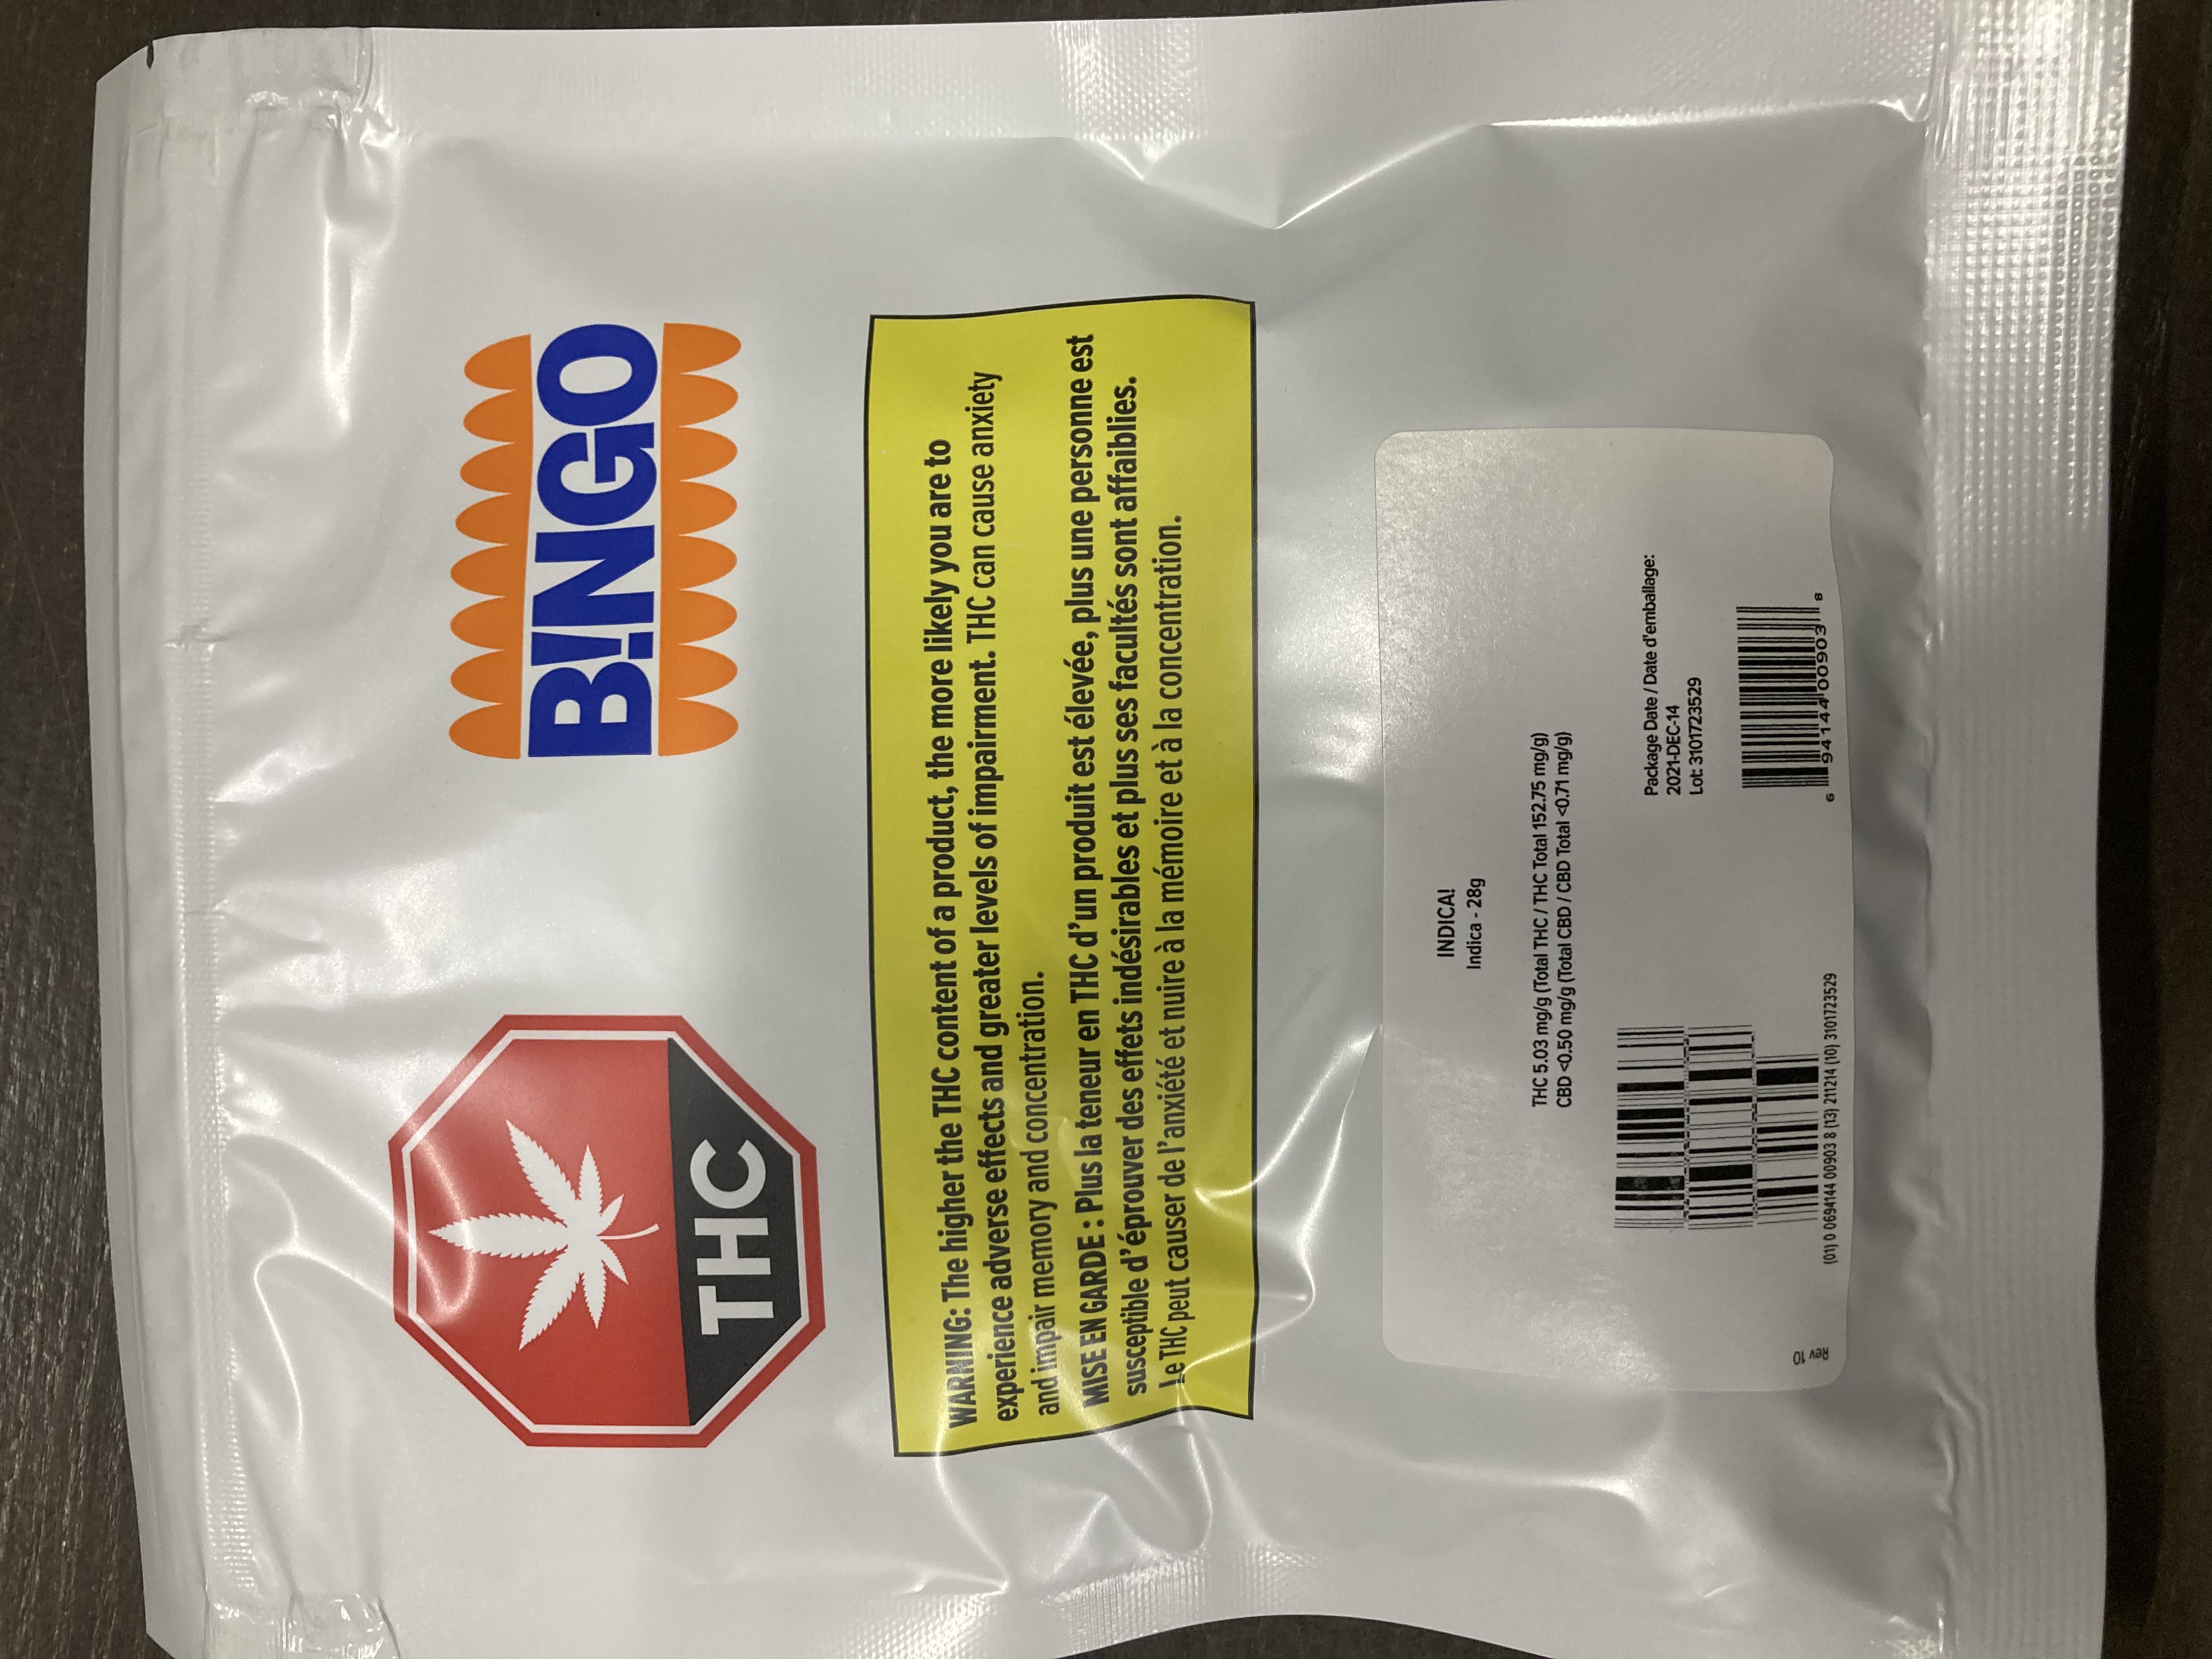 THC
B!NGO
WARNING: The higher the THC content of a product, the more likely you are to
experience adverse effects and greater levels of impairment. THC can cause anxiety
and impair memory and concentration.
MISE EN GARDE : Plus la teneur en THC d'un produit est élevée, plus une personne est
susceptible d'éprouver des effets indésirables et plus ses facultés sont affaiblies.
Le THC peut causer de l'anxiété et nuire à la mémoire et à la concentration.
INDICA!
Indica - 28g
THC 5.03 mg/g (Total THC / THC Total 152.75 mg/g)
CBD <0.50 mg/g (Total CBD / CBD Total <0.71 mg/g)
Package Date / Date d'emballage:
2021-DEC-14
Lot: 3101723529
Rev 10
(01) 0 0694144 00903 8 (13) 211214 (10) 3101723529
6 94144 00903 8